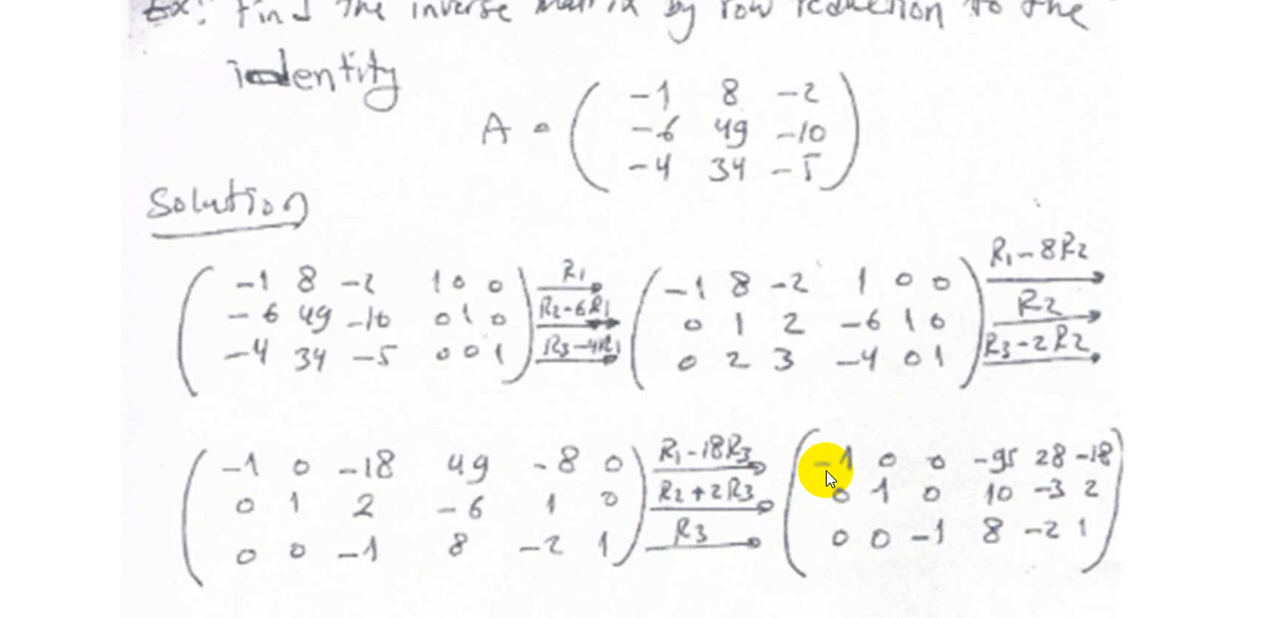 Ex: Find the inverse matrix by row reduction to the
identity
A = ( -1 8 -2
-6 49 -10
-4 34 -5 )
Solution
( -1 8 -2 1 0 0
-6 49 -10 0 1 0
-4 34 -5 0 0 1 )
R1
R2-6R1
R3-4R1
( -1 8 -2 1 0 0
0 1 2 -6 1 0
0 2 3 -4 0 1 )
R1-8R2
R2
R3-2R2
( -1 0 -18 49 -8 0
0 1 2 -6 1 0
0 0 -1 8 -2 1 )
R1-18R3
R2+2R3
R3
( -1 0 0 -95 28 -18
0 1 0 10 -3 2
0 0 -1 8 -2 1 )